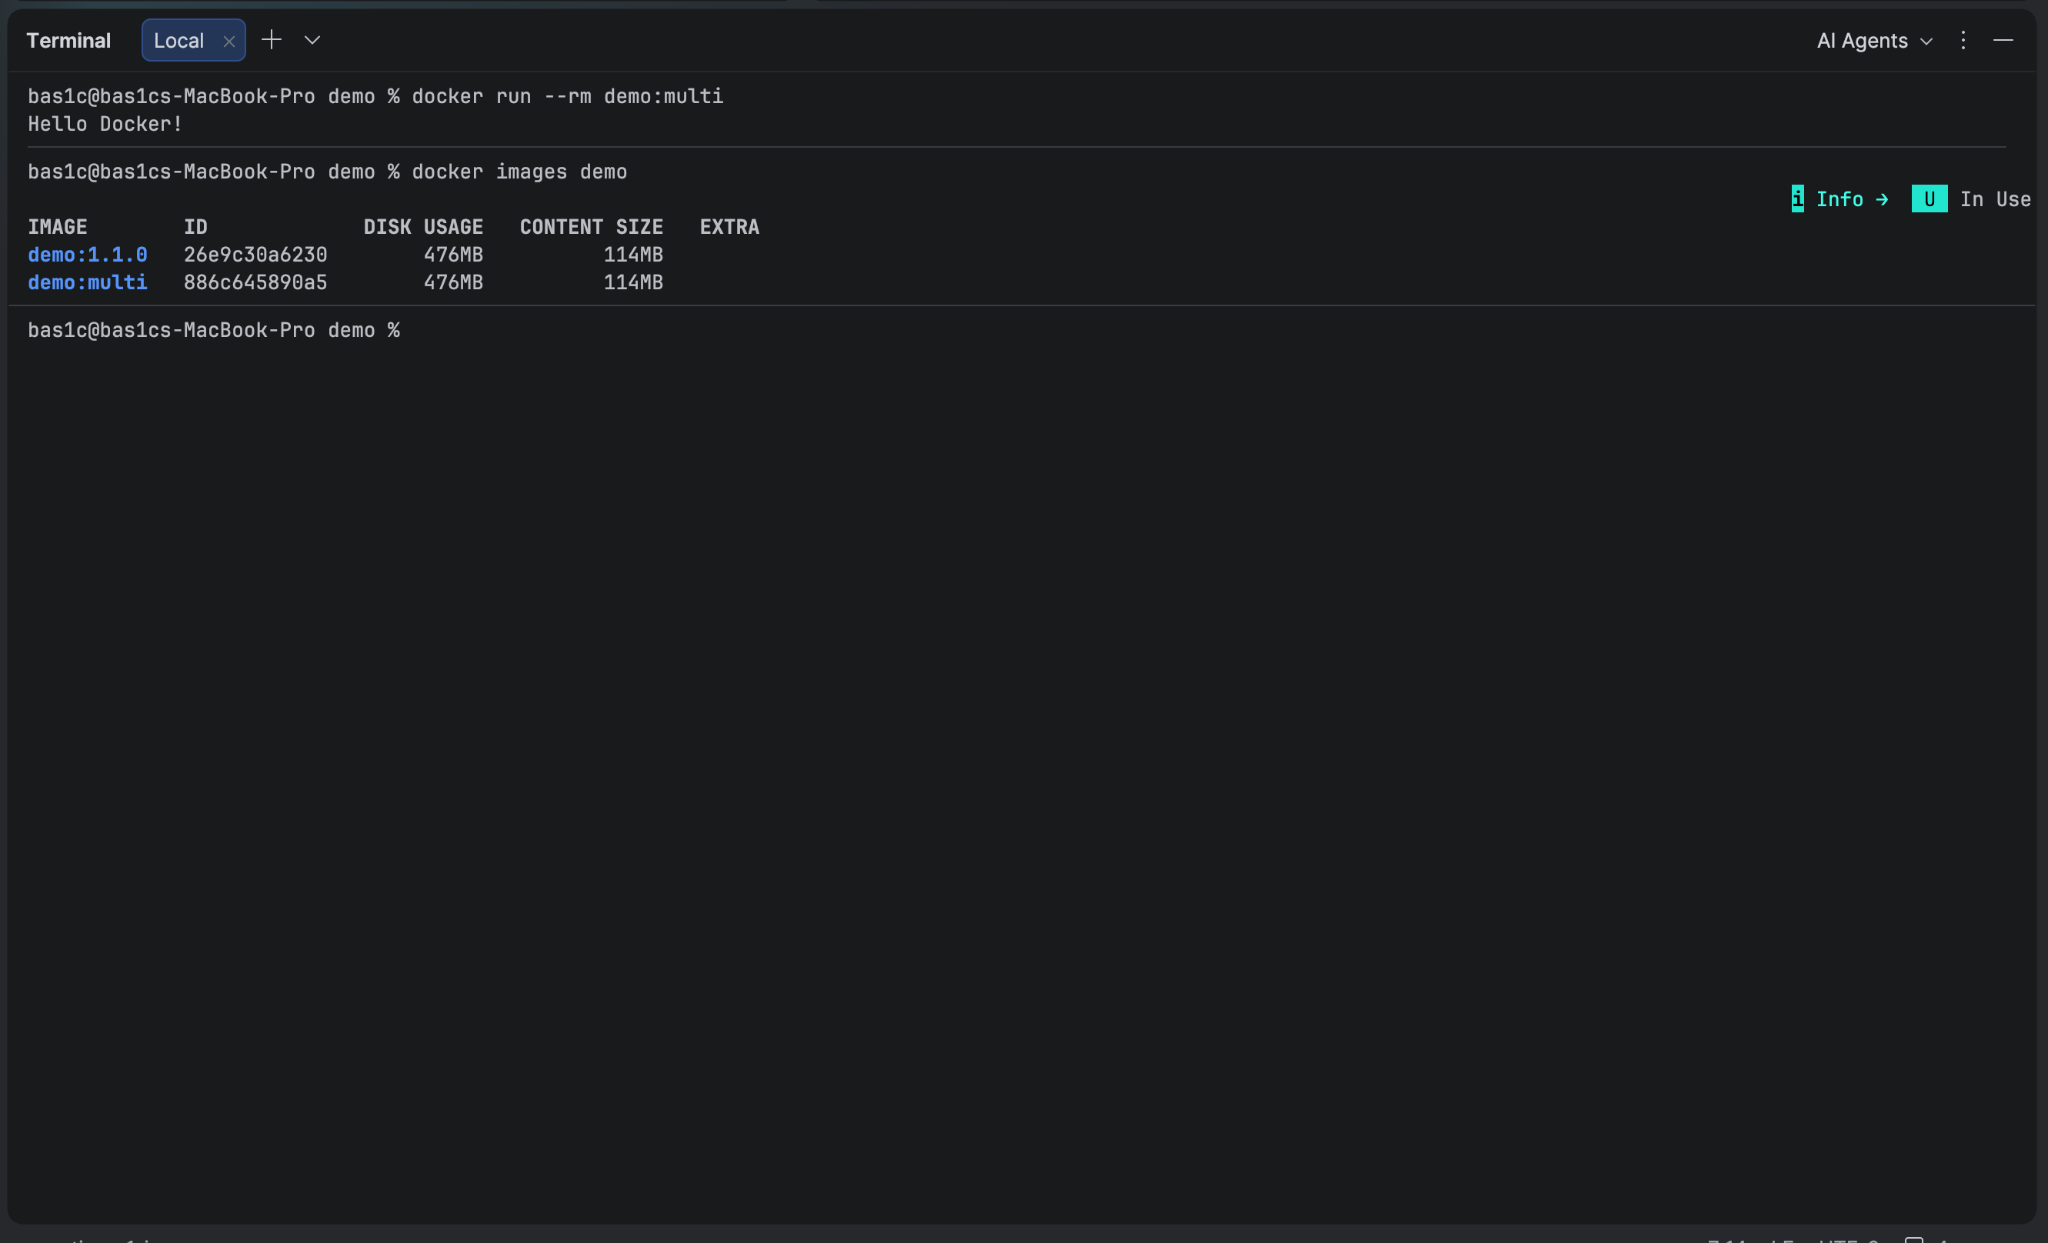 Terminal Local AI Agents
bas1c@bas1cs-MacBook-Pro demo % docker run --rm demo:multi
Hello Docker!
bas1c@bas1cs-MacBook-Pro demo % docker images demo
i Info → U In Use
IMAGE ID DISK USAGE CONTENT SIZE EXTRA
demo:1.1.0 26e9c30a6230 476MB 114MB
demo:multi 886c645890a5 476MB 114MB
bas1c@bas1cs-MacBook-Pro demo %